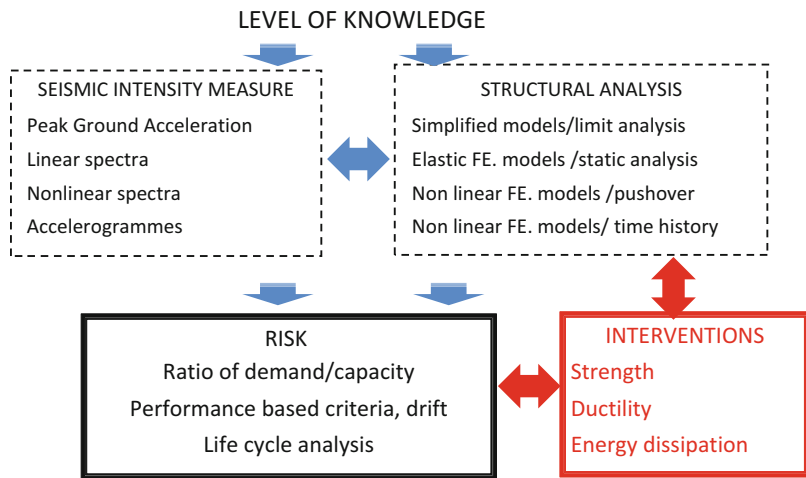 LEVEL OF KNOWLEDGE
SEISMIC INTENSITY MEASURE
Peak Ground Acceleration
Linear spectra
Nonlinear spectra
Accelerogrammes
STRUCTURAL ANALYSIS
Simplified models/limit analysis
Elastic FE. models /static analysis
Non linear FE. models /pushover
Non linear FE. models/ time history
RISK
Ratio of demand/capacity
Performance based criteria, drift
Life cycle analysis
INTERVENTIONS
Strength
Ductility
Energy dissipation